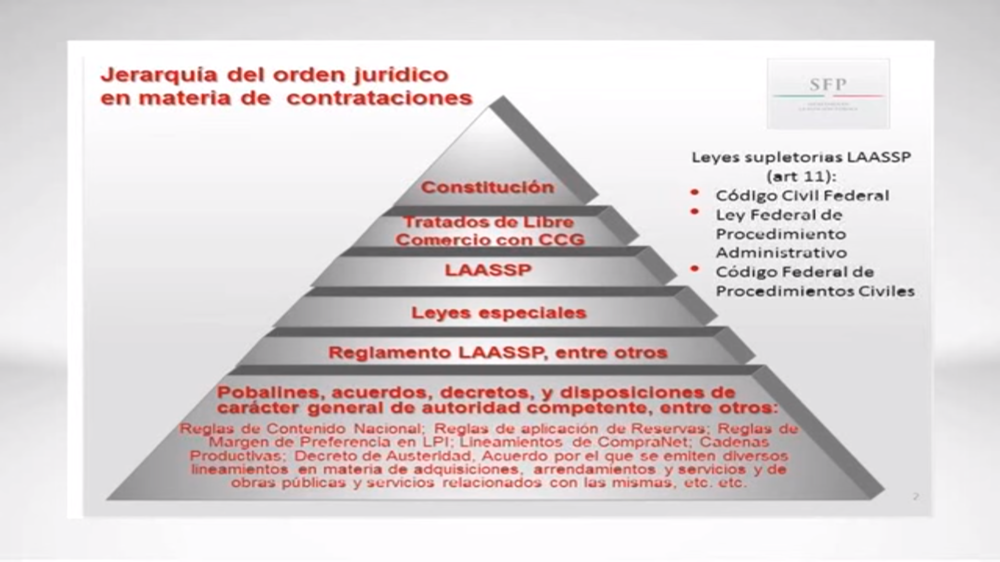 Jerarquía del orden jurídico
en materia de contrataciones
SFP
Leyes supletorias LAASSP
(art 11):
• Código Civil Federal
• Ley Federal de
Procedimiento
Administrativo
• Código Federal de
Procedimientos Civiles
Constitución
Tratados de Libre
Comercio con CCG
LAASSP
Leyes especiales
Reglamento LAASSP, entre otros
Pobalines, acuerdos, decretos, y disposiciones de
carácter general de autoridad competente, entre otros:
Reglas de Contenido Nacional; Reglas de aplicación de Reservas; Reglas de
Margen de Preferencia en LPI; Lineamientos de CompraNet; Cadenas
Productivas; Decreto de Austeridad, Acuerdo por el que se emiten diversos
lineamientos en materia de adquisiciones, arrendamientos y servicios y de
obras públicas y servicios relacionados con las mismas, etc. etc.
2